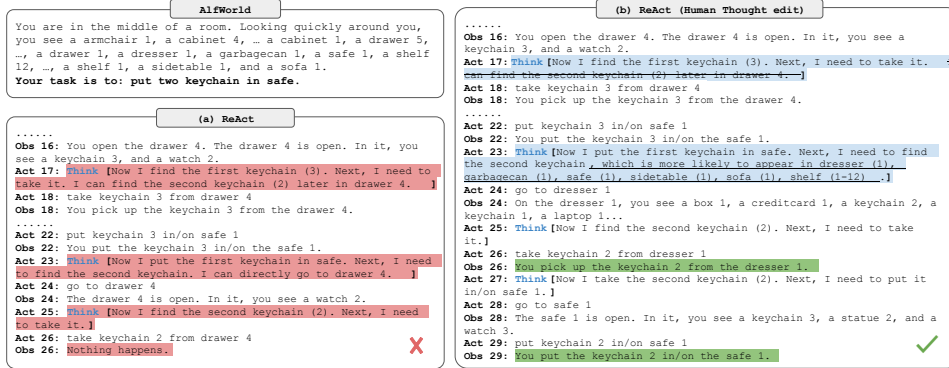 AlfWorld
You are in the middle of a room. Looking quickly around you,
you see a armchair 1, a cabinet 4, … a cabinet 1, a drawer 5,
…, a drawer 1, a dresser 1, a garbagecan 1, a safe 1, a shelf
12, …, a shelf 1, a sidetable 1, and a sofa 1.
Your task is to: put two keychain in safe.
(a) ReAct
......
Obs 16: You open the drawer 4. The drawer 4 is open. In it, you
see a keychain 3, and a watch 2.
Act 17: Think [Now I find the first keychain (3). Next, I need to
take it. I can find the second keychain (2) later in drawer 4. ]
Act 18: take keychain 3 from drawer 4
Obs 18: You pick up the keychain 3 from the drawer 4.
......
Act 22: put keychain 3 in/on safe 1
Obs 22: You put the keychain 3 in/on the safe 1.
Act 23: Think [Now I put the first keychain in safe. Next, I need
to find the second keychain. I can directly go to drawer 4. ]
Act 24: go to drawer 4
Obs 24: The drawer 4 is open. In it, you see a watch 2.
Act 25: Think [Now I find the second keychain (2). Next, I need
to take it.]
Act 26: take keychain 2 from drawer 4
Obs 26: Nothing happens.
(b) ReAct (Human Thought edit)
......
Obs 16: You open the drawer 4. The drawer 4 is open. In it, you see a
keychain 3, and a watch 2.
Act 17: Think [Now I find the first keychain (3). Next, I need to take it. I
can find the second keychain (2) later in drawer 4. ]
Act 18: take keychain 3 from drawer 4
Obs 18: You pick up the keychain 3 from the drawer 4.
......
Act 22: put keychain 3 in/on safe 1
Obs 22: You put the keychain 3 in/on the safe 1.
Act 23: Think [Now I put the first keychain in safe. Next, I need to find
the second keychain , which is more likely to appear in dresser (1),
garbagecan (1), safe (1), sidetable (1), sofa (1), shelf (1-12) .]
Act 24: go to dresser 1
Obs 24: On the dresser 1, you see a box 1, a creditcard 1, a keychain 2, a
keychain 1, a laptop 1...
Act 25: Think [Now I find the second keychain (2). Next, I need to take
it.]
Act 26: take keychain 2 from dresser 1
Obs 26: You pick up the keychain 2 from the dresser 1.
Act 27: Think [Now I take the second keychain (2). Next, I need to put it
in/on safe 1. ]
Act 28: go to safe 1
Obs 28: The safe 1 is open. In it, you see a keychain 3, a statue 2, and a
watch 3.
Act 29: put keychain 2 in/on safe 1
Obs 29: You put the keychain 2 in/on the safe 1.